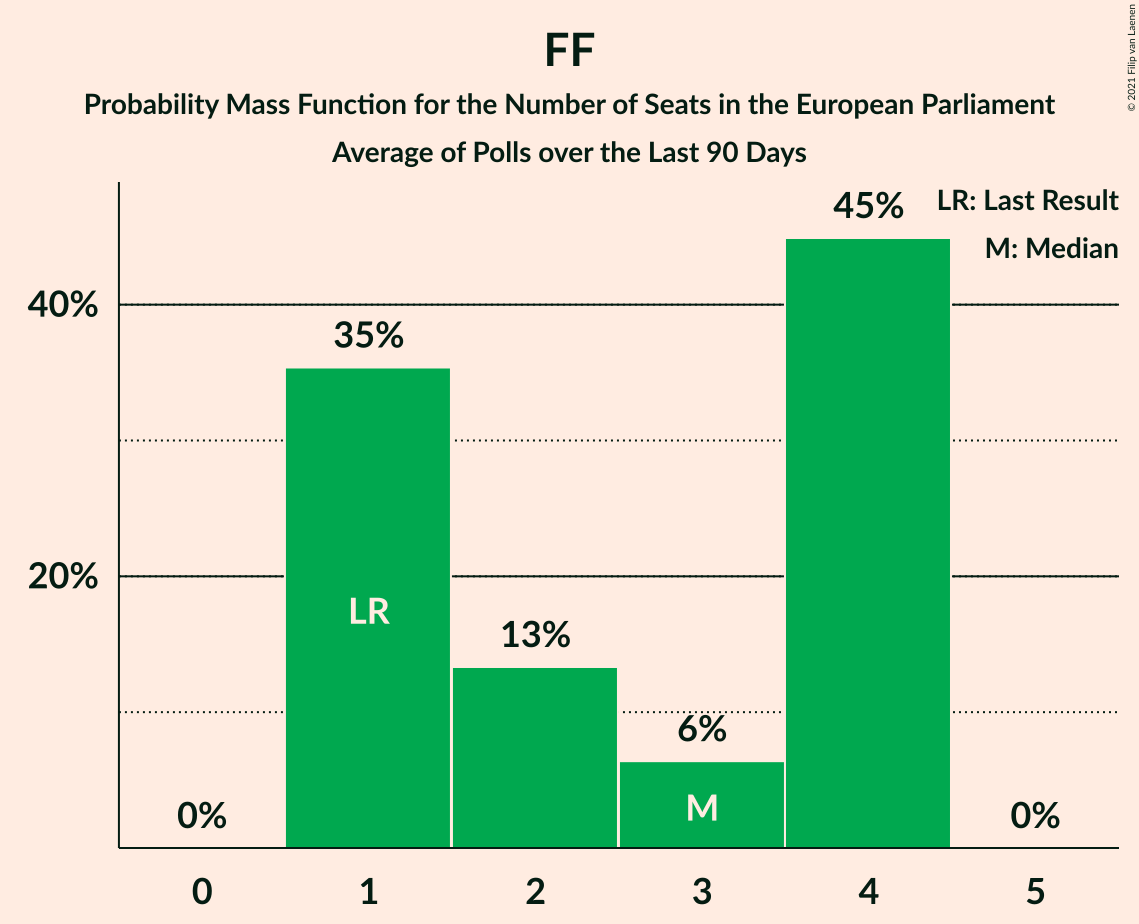 FF
Probability Mass Function for the Number of Seats in the European Parliament
Average of Polls over the Last 90 Days
© 2021 Filip van Laenen
LR: Last Result
M: Median
40%
20%
0%
35%
13%
6%
45%
0%
LR
M
0
1
2
3
4
5